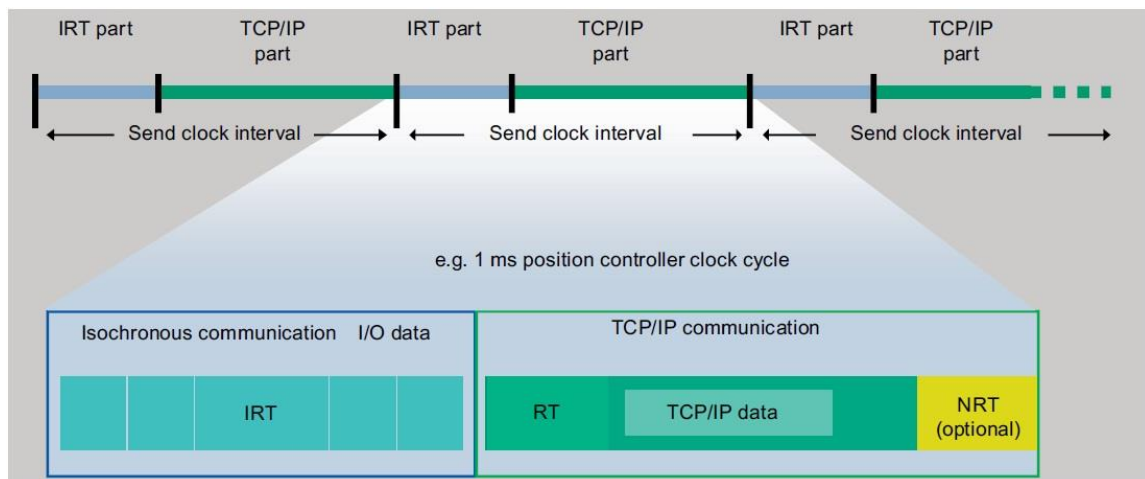 IRT part
TCP/IP
part
IRT part
TCP/IP
part
IRT part
TCP/IP
part
Send clock interval
Send clock interval
Send clock interval
e.g. 1 ms position controller clock cycle
Isochronous communication I/O data
TCP/IP communication
IRT
RT
TCP/IP data
NRT
(optional)